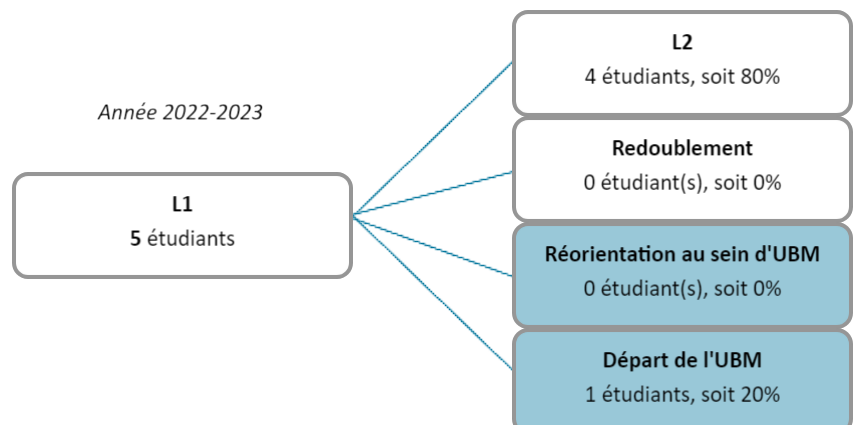 Année 2022-2023
L1
5 étudiants
L2
4 étudiants, soit 80%
Redoublement
0 étudiant(s), soit 0%
Réorientation au sein d'UBM
0 étudiant(s), soit 0%
Départ de l'UBM
1 étudiants, soit 20%